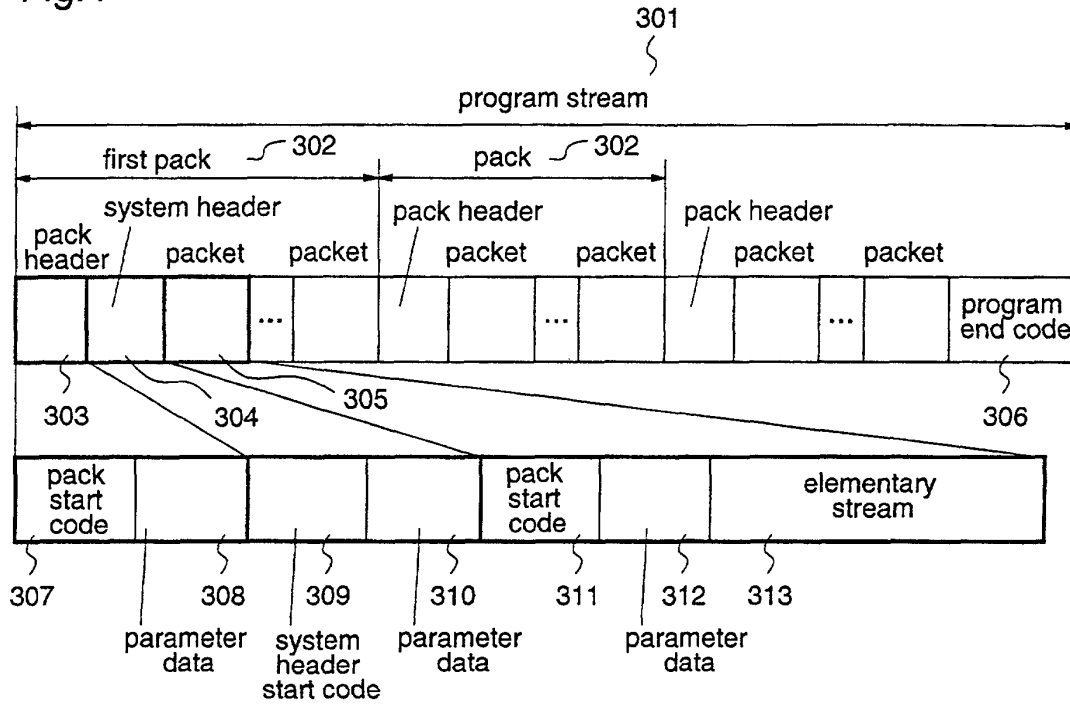 301
program stream
302
302
first pack
pack
system header
pack header
pack header
pack
header
packet
packet
packet
packet
packet
packet
...
...
...
program
end code
303
304
305
306
pack
start
code
pack
start
code
elementary
stream
307
308
309
310
311
312
313
parameter
data
system
header
start code
parameter
data
parameter
data